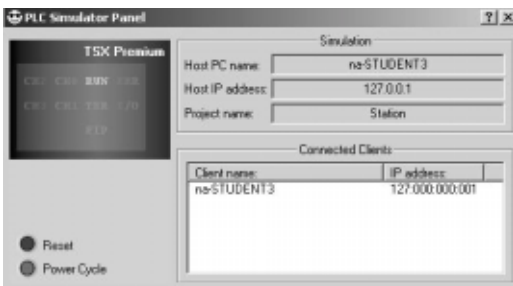 PLC Simulator Panel
TSX Premium
RUN
I/O
Simulation
Host PC name: na-STUDENT3
Host IP address: 127.0.0.1
Project name: Station
Connected Clients
Client name: IP address:
na-STUDENT3 127:000:000:001
Reset
Power Cycle